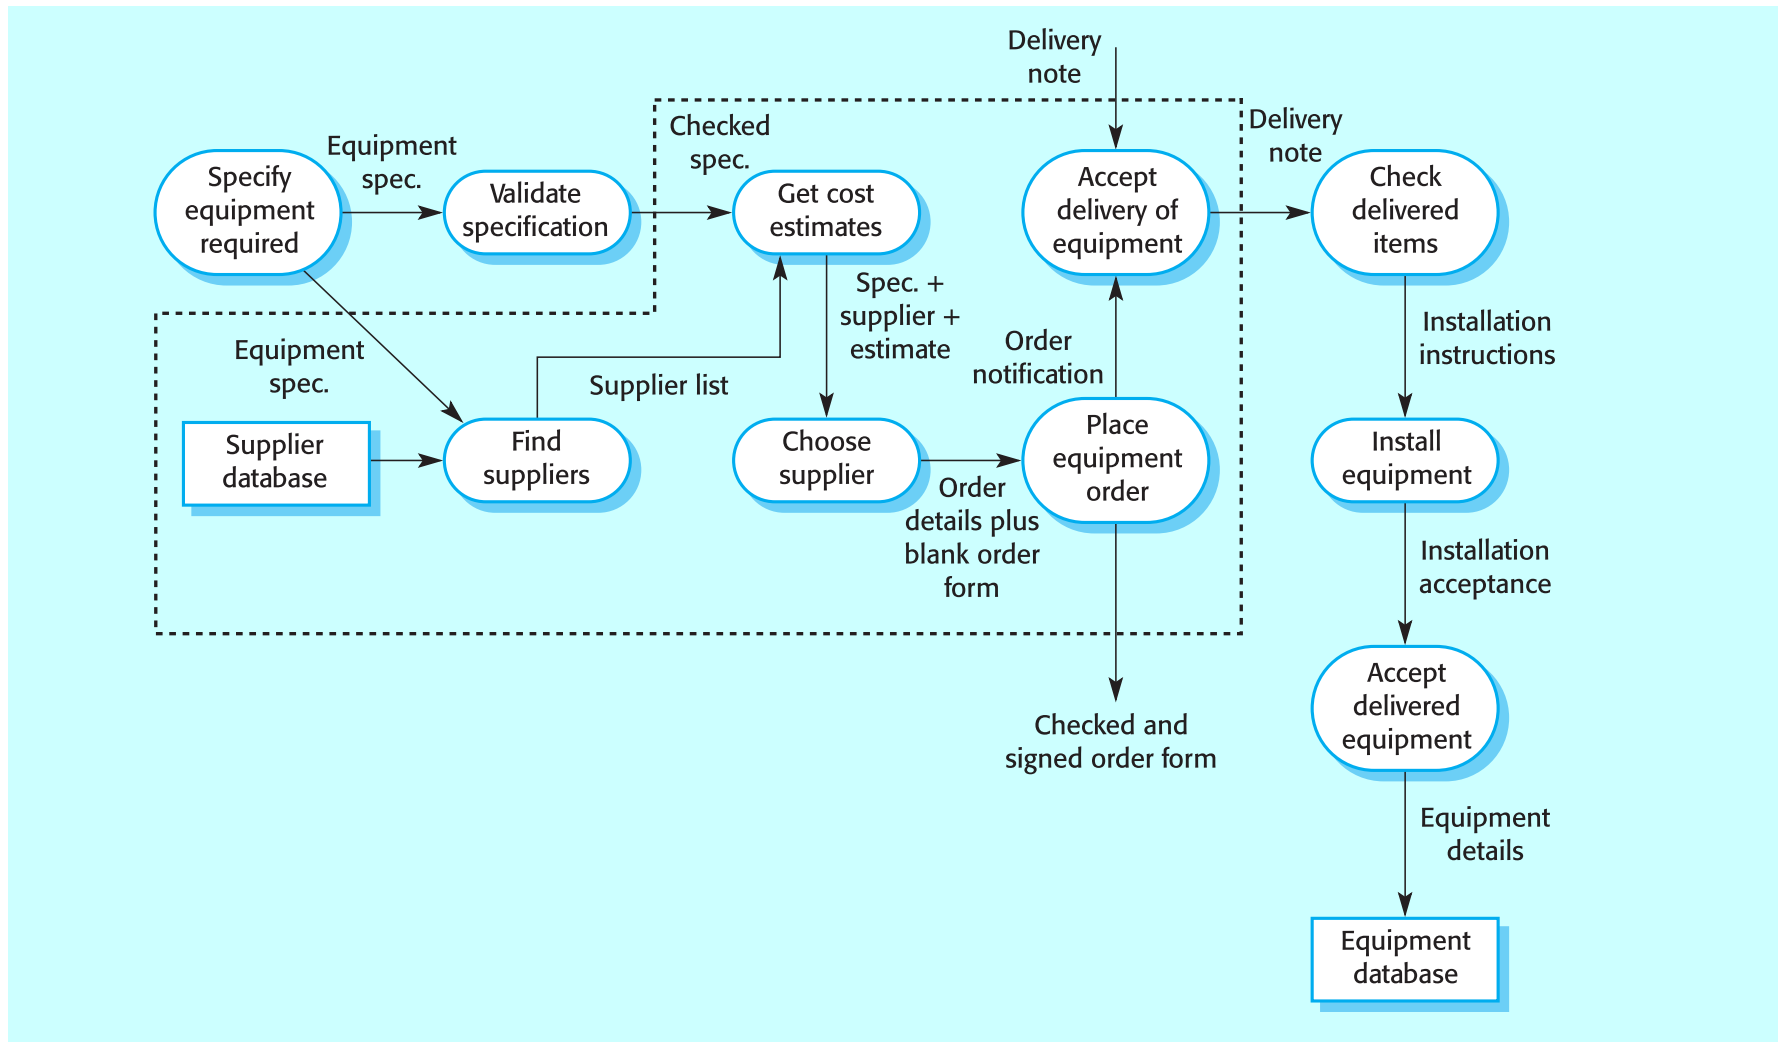 Delivery
note
Specify
equipment
required
Equipment
spec.
Validate
specification
Checked
spec.
Get cost
estimates
Accept
delivery of
equipment
Delivery
note
Check
delivered
items
Equipment
spec.
Supplier list
Spec. +
supplier +
estimate
Order
notification
Installation
instructions
Supplier
database
Find
suppliers
Choose
supplier
Order
details plus
blank order
form
Place
equipment
order
Install
equipment
Installation
acceptance
Checked and
signed order form
Accept
delivered
equipment
Equipment
details
Equipment
database